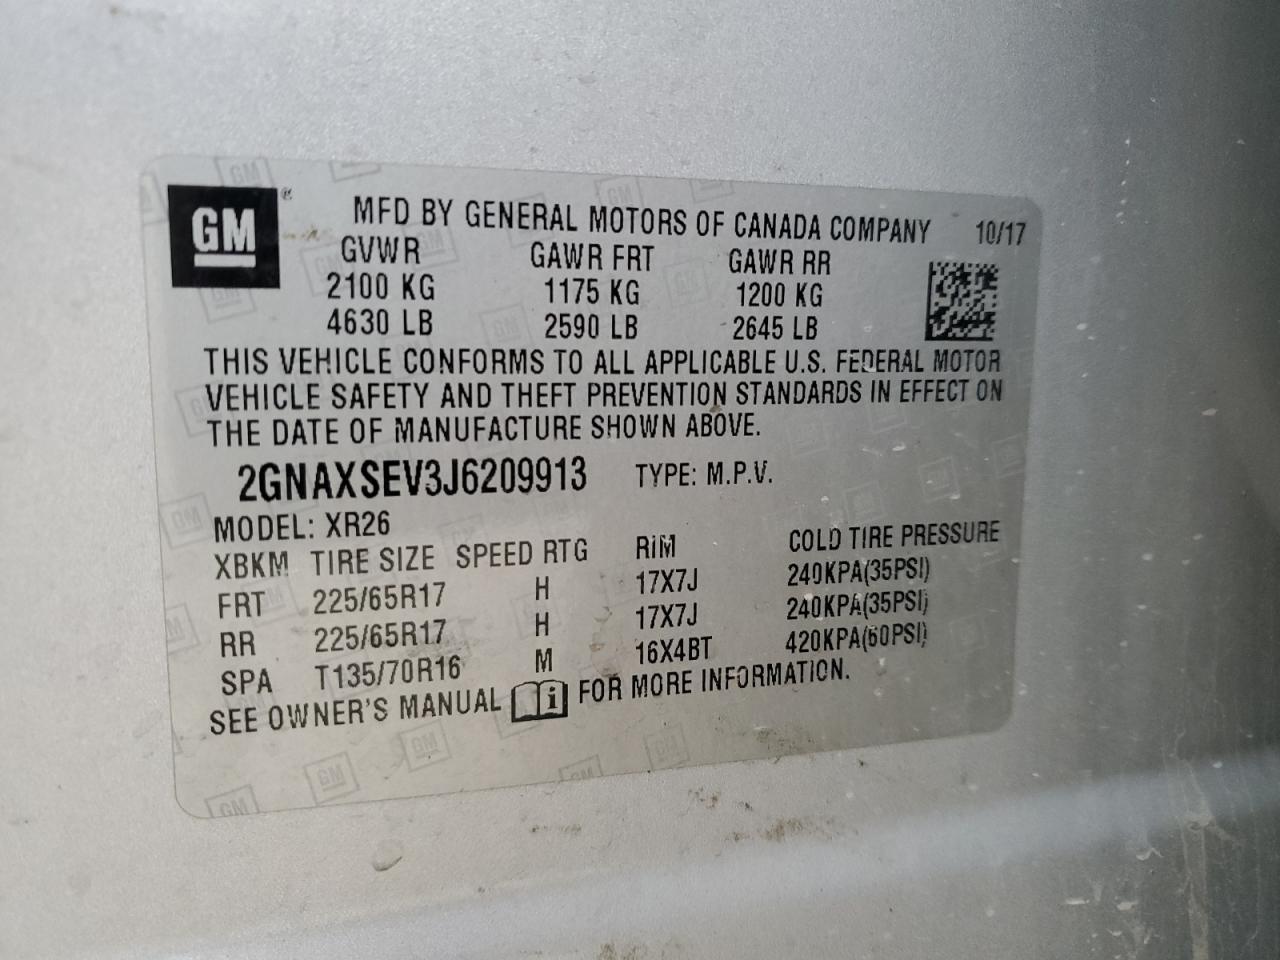 GM ®
MFD BY GENERAL MOTORS OF CANADA COMPANY 10/17
GVWR GAWR FRT GAWR RR
2100 KG 1175 KG 1200 KG
4630 LB 2590 LB 2645 LB
THIS VEHICLE CONFORMS TO ALL APPLICABLE U.S. FEDERAL MOTOR
VEHICLE SAFETY AND THEFT PREVENTION STANDARDS IN EFFECT ON
THE DATE OF MANUFACTURE SHOWN ABOVE.
2GNAXSEV3J6209913 TYPE: M.P.V.
MODEL: XR26
XBKM TIRE SIZE SPEED RTG RIM COLD TIRE PRESSURE
FRT 225/65R17 H 17X7J 240KPA(35PSI)
RR 225/65R17 H 17X7J 240KPA(35PSI)
SPA T135/70R16 M 16X4BT 420KPA(60PSI)
SEE OWNER'S MANUAL i FOR MORE INFORMATION.